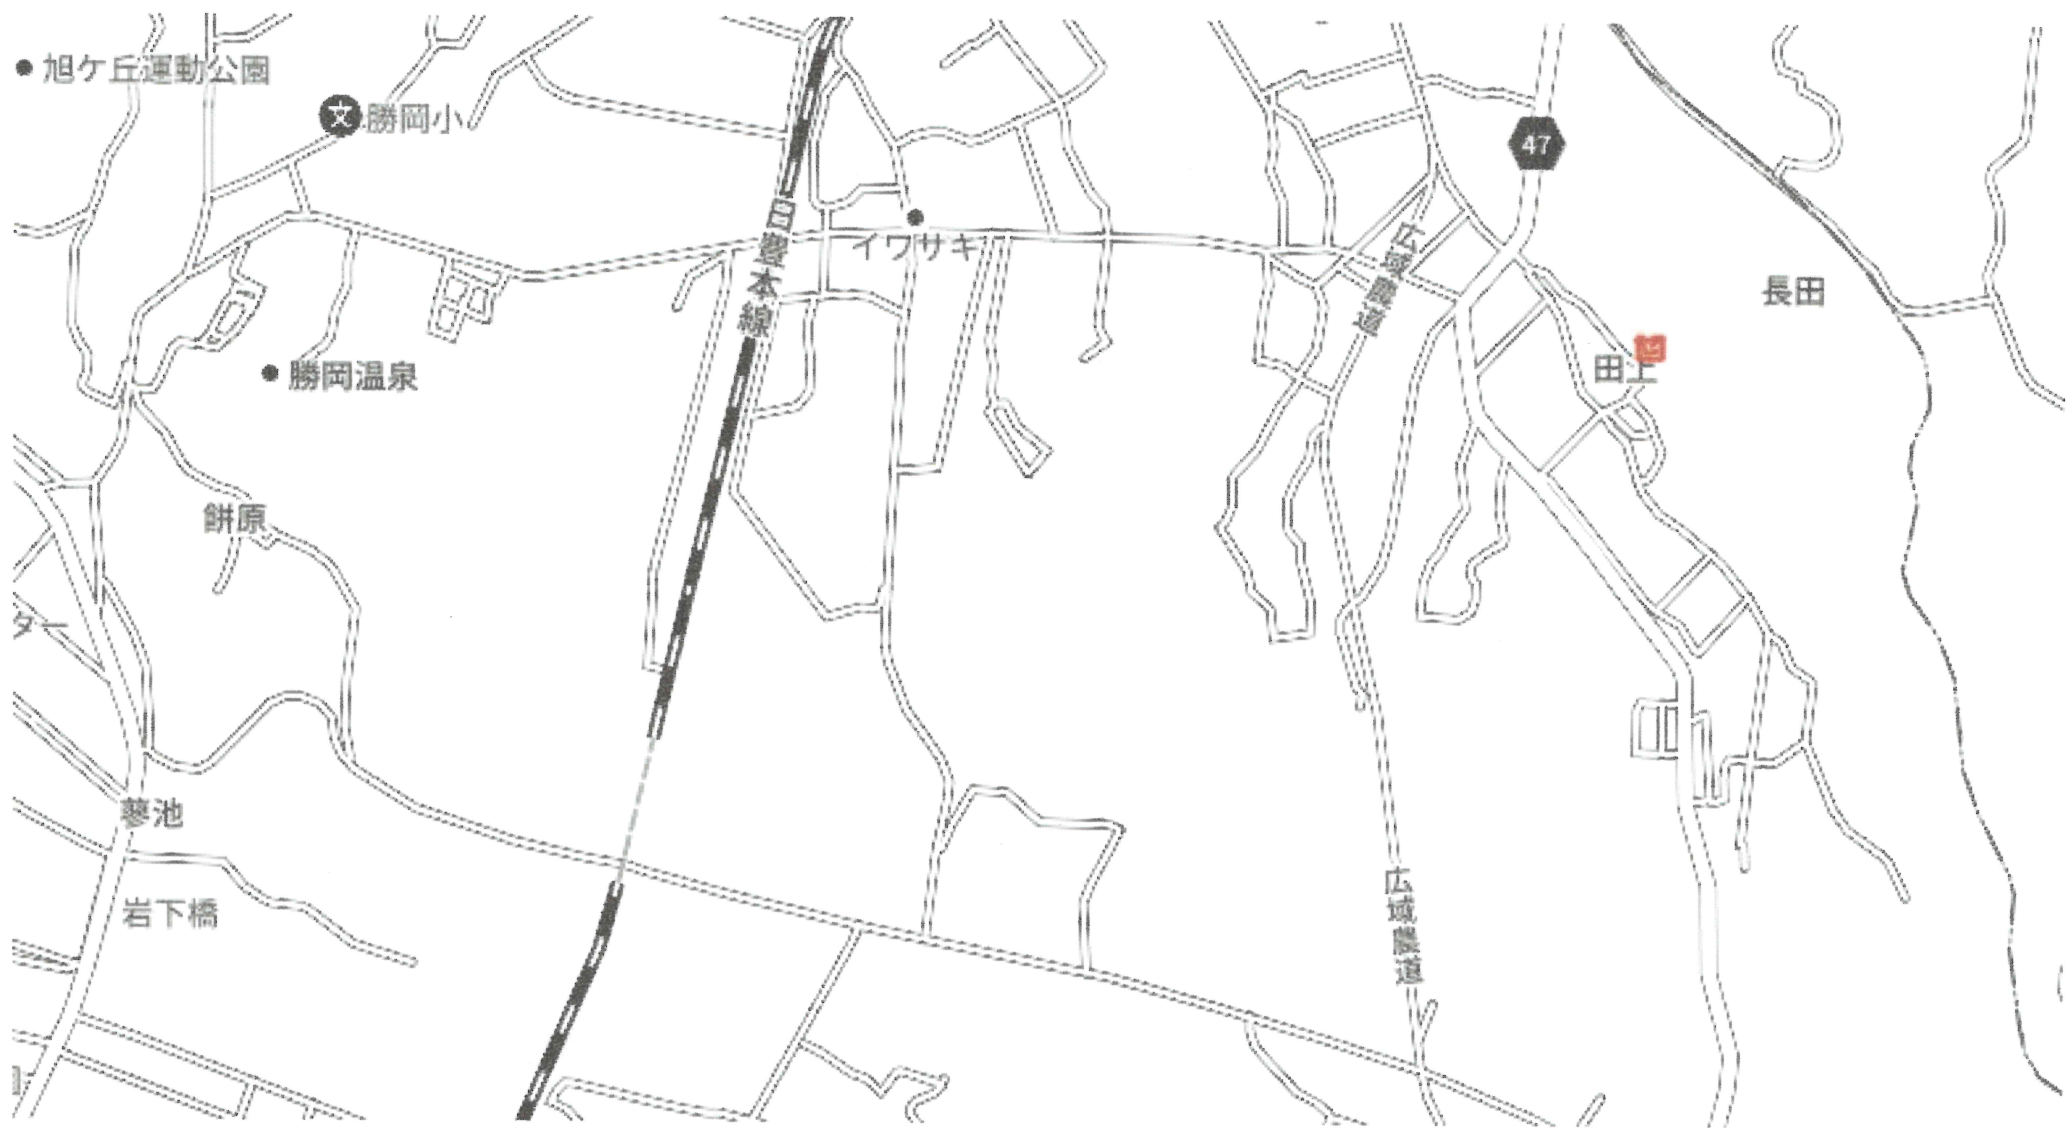 旭ケ丘運動公園
文
勝岡小
47
日豊本線
イワサキ
広域農道
長田
田上
勝岡温泉
餅原
ター
蓼池
岩下橋
広域農道